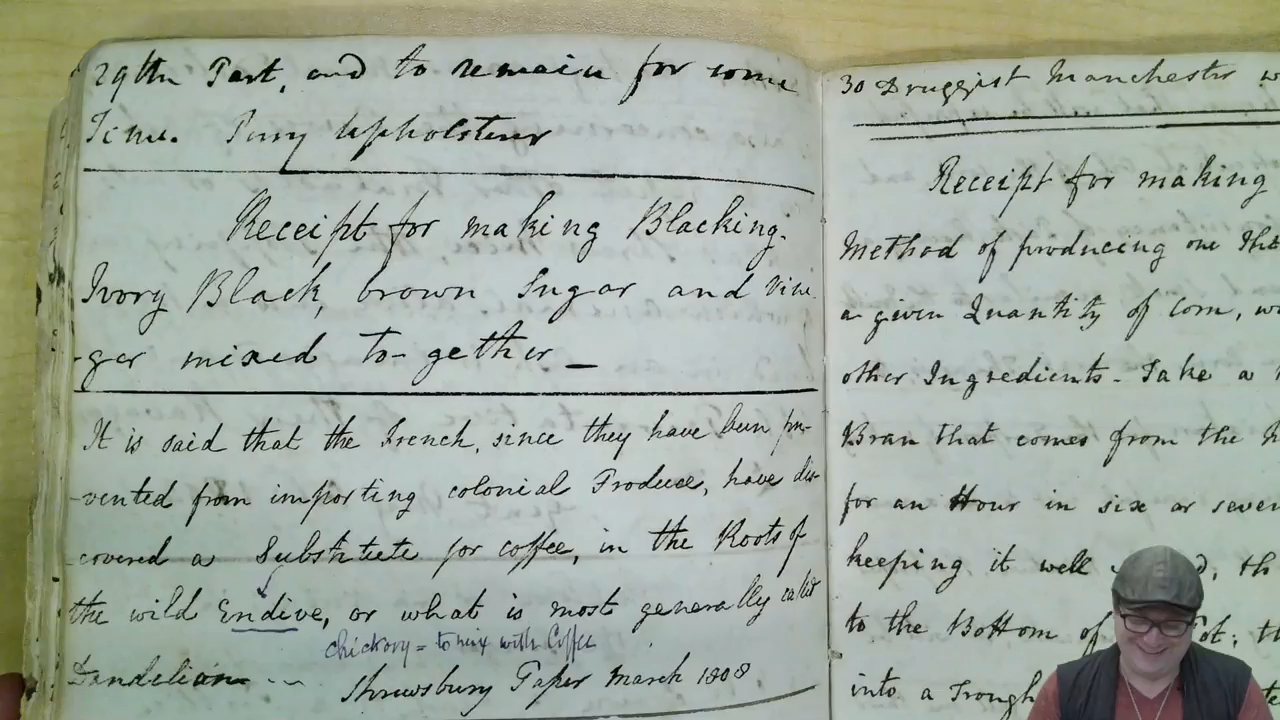 29th Part, and to remain for some
Time. Perry Upholsterer
Receipt for making Blacking.
Ivory Black, brown Sugar and Vine
-gar mixed to-gether_
It is said that the French, since they have been pre-
-vented from importing colonial Produce, have dis-
-covered a Substitute for coffee, in the Roots of
the wild Endive, or what is most generally called
chickory = to mix with Coffee
Dandelion ---
Shrewsbury Paper March 1808
30 Druggist Manchester
Receipt for making
Method of producing one
a given Quantity of Corn,
other Ingredients - Take a
Bran that comes from the
for an Hour in six or seven
keeping it well
to the Bottom of
into a Trough